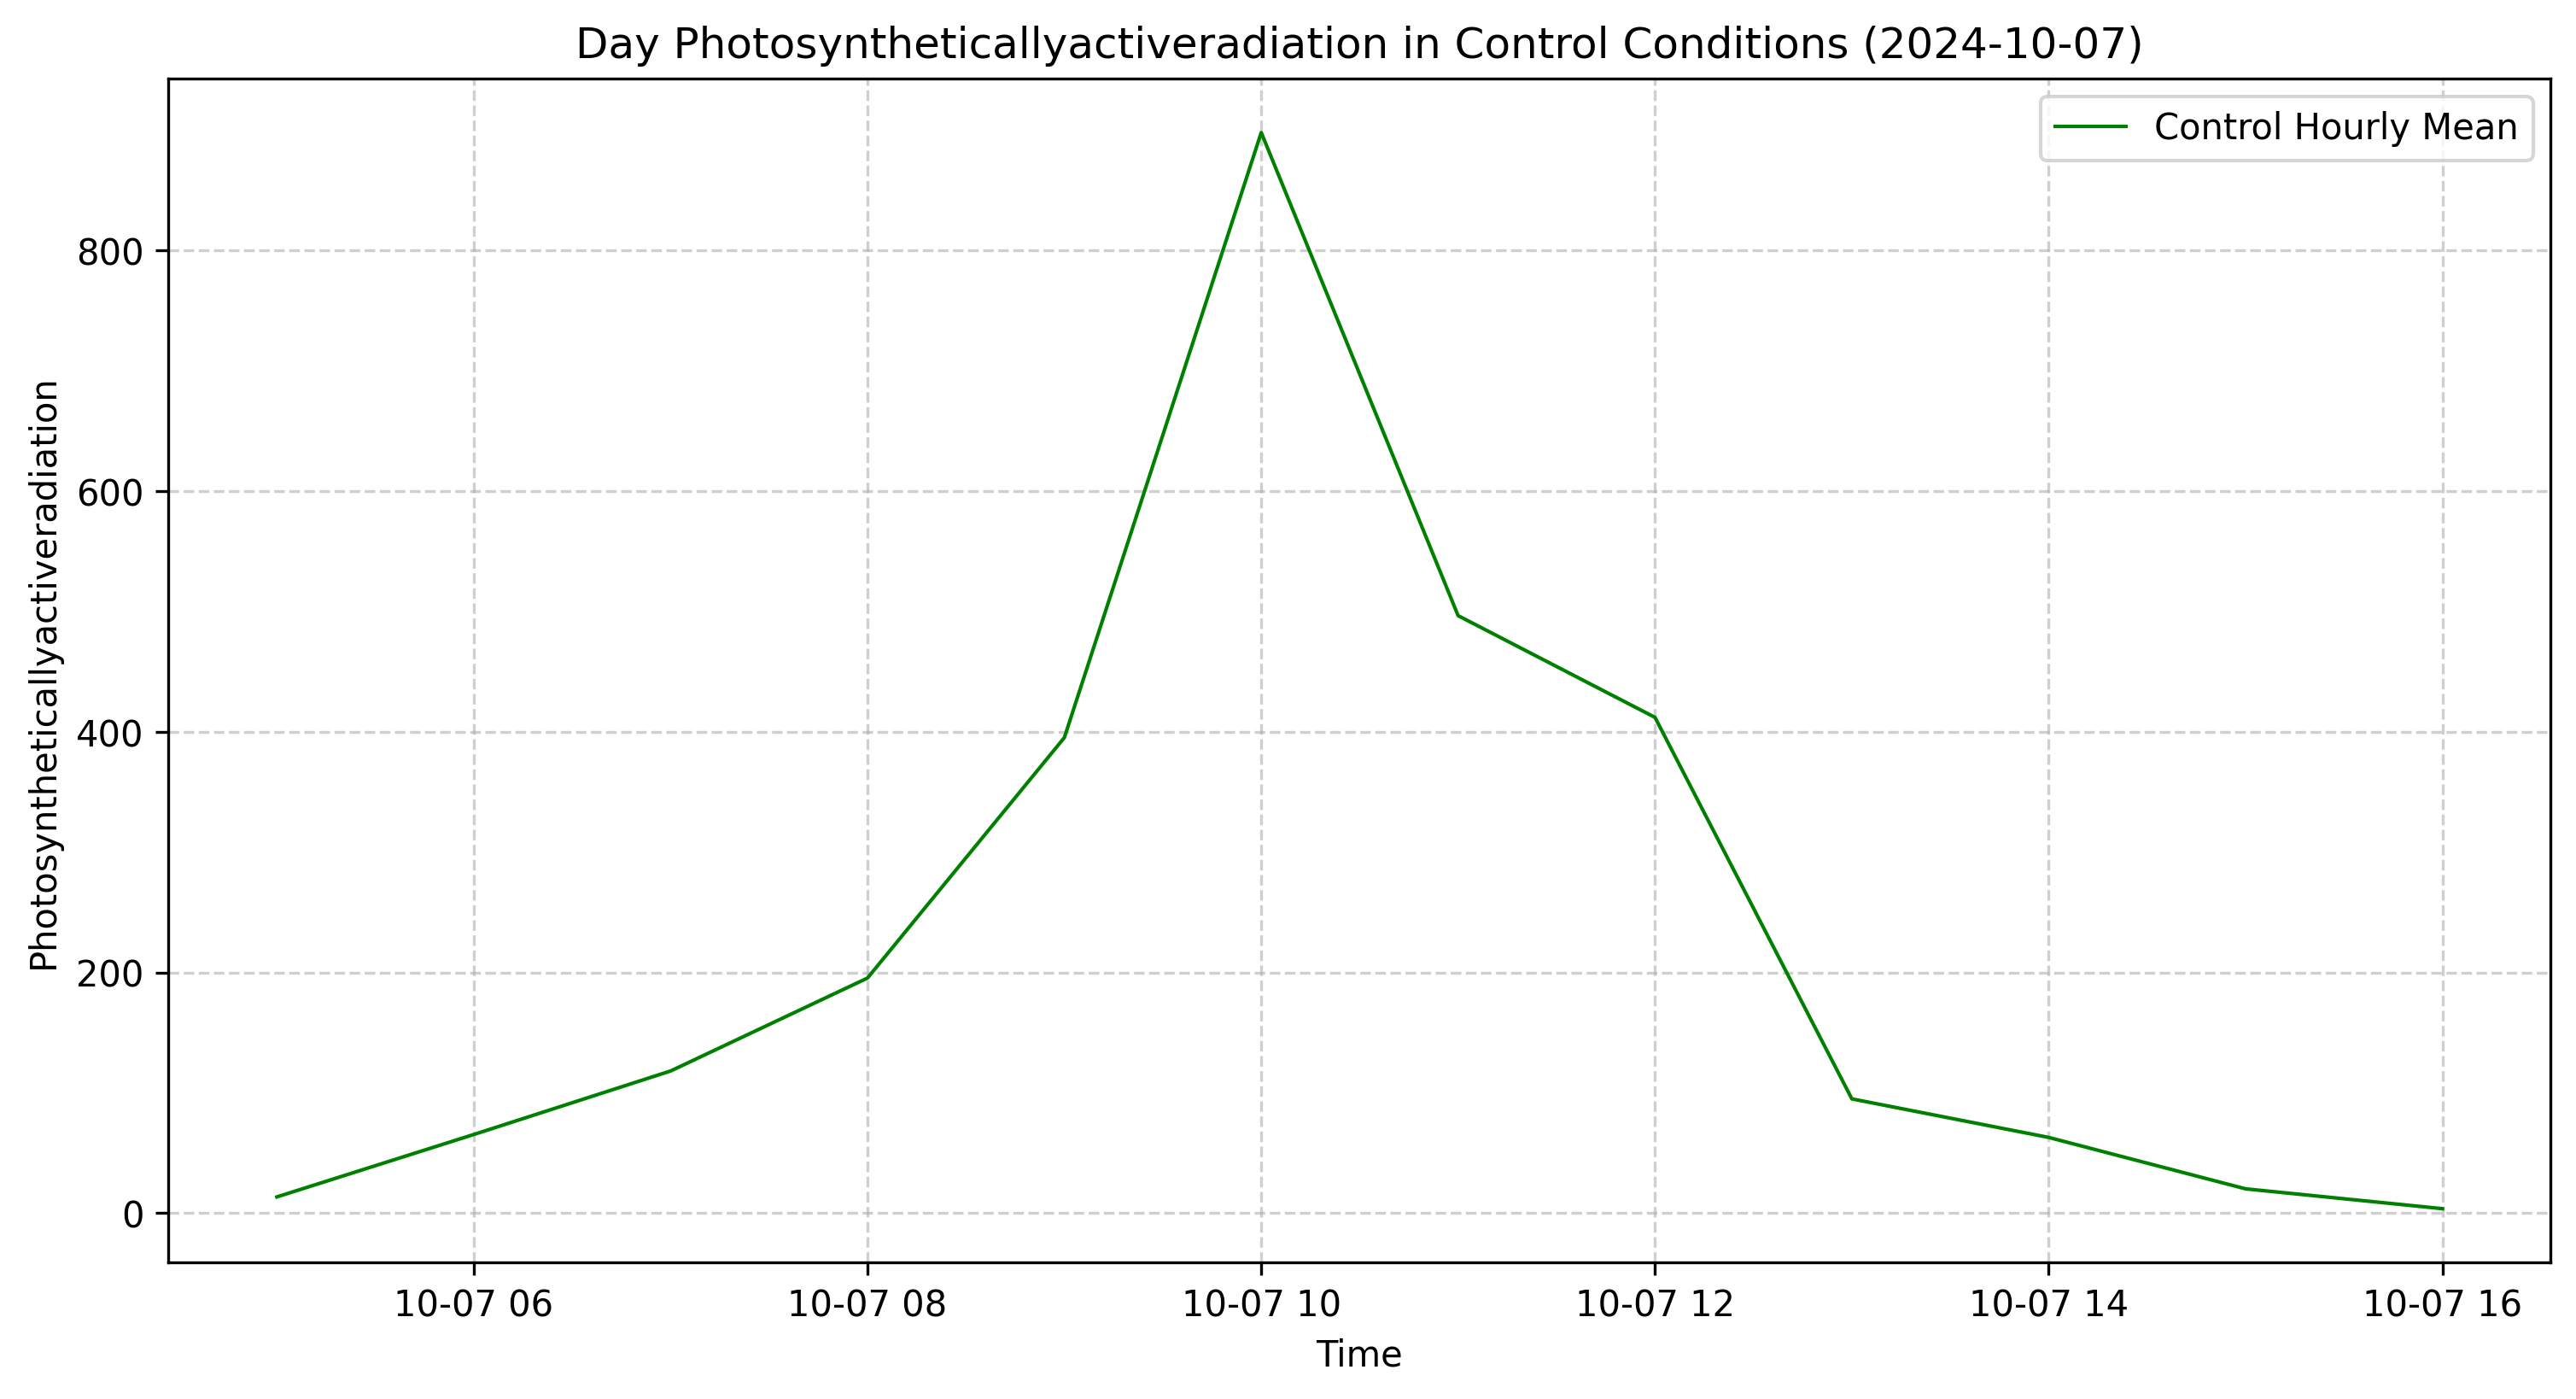 Day Photosyntheticallyactiveradiation in Control Conditions (2024-10-07)
Control Hourly Mean
Photosyntheticallyactiveradiation
800
600
400
200
0
10-07 06 10-07 08 10-07 10 10-07 12 10-07 14 10-07 16
Time